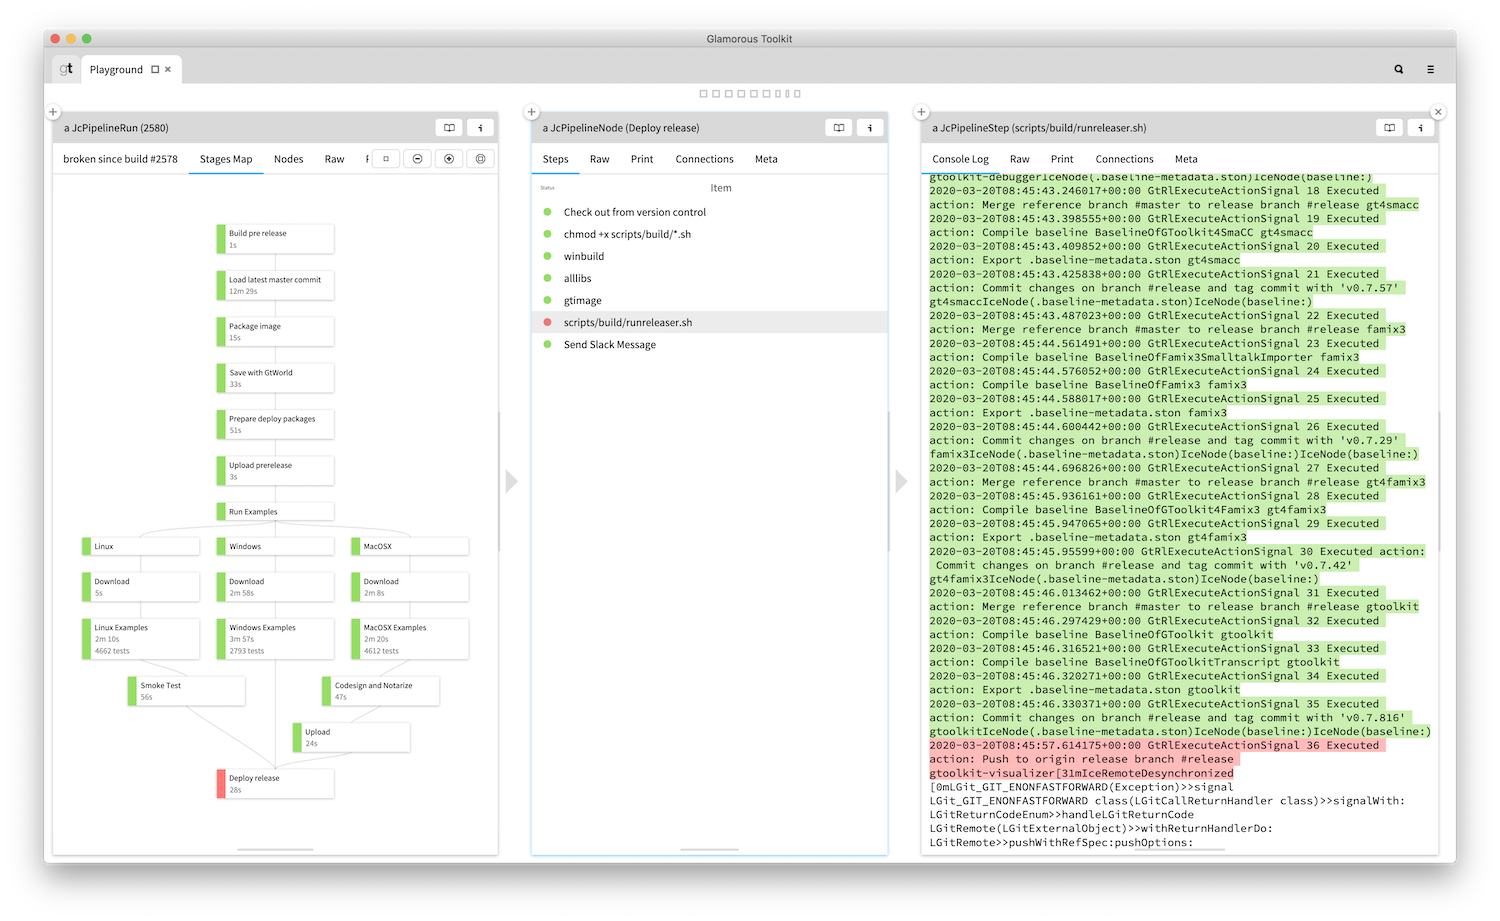 Glamorous Toolkit
gt
Playground
a JcPipelineRun (2580)
broken since build #2578 Stages Map Nodes Raw
Build pre release
1s
Load latest master commit
12m 29s
Package image
15s
Save with GtWorld
33s
Prepare deploy packages
51s
Upload prerelease
3s
Run Examples
Linux Windows MacOSX
Download Download Download
5s 2m 58s 2m 8s
Linux Examples Windows Examples MacOSX Examples
2m 10s 3m 57s 2m 20s
4662 tests 2793 tests 4612 tests
Smoke Test Codesign and Notarize
56s 47s
Upload
24s
Deploy release
28s
a JcPipelineNode (Deploy release)
Steps Raw Print Connections Meta
Status Item
Check out from version control
chmod +x scripts/build/*.sh
winbuild
alllibs
gtimage
scripts/build/runreleaser.sh
Send Slack Message
a JcPipelineStep (scripts/build/runreleaser.sh)
Console Log Raw Print Connections Meta
gtoolkit-debuggerIceNode(.baseline-metadata.ston)IceNode(baseline:)
2020-03-20T08:45:43.246017+00:00 GtRlExecuteActionSignal 18 Executed
action: Merge reference branch #master to release branch #release gt4smacc
2020-03-20T08:45:43.398555+00:00 GtRlExecuteActionSignal 19 Executed
action: Compile baseline BaselineOfGToolkit4SmaCC gt4smacc
2020-03-20T08:45:43.409852+00:00 GtRlExecuteActionSignal 20 Executed
action: Export .baseline-metadata.ston gt4smacc
2020-03-20T08:45:43.425838+00:00 GtRlExecuteActionSignal 21 Executed
action: Commit changes on branch #release and tag commit with 'v0.7.57'
gt4smaccIceNode(.baseline-metadata.ston)IceNode(baseline:)
2020-03-20T08:45:43.487023+00:00 GtRlExecuteActionSignal 22 Executed
action: Merge reference branch #master to release branch #release famix3
2020-03-20T08:45:44.561491+00:00 GtRlExecuteActionSignal 23 Executed
action: Compile baseline BaselineOfFamix3SmalltalkImporter famix3
2020-03-20T08:45:44.576052+00:00 GtRlExecuteActionSignal 24 Executed
action: Compile baseline BaselineOfFamix3 famix3
2020-03-20T08:45:44.588017+00:00 GtRlExecuteActionSignal 25 Executed
action: Export .baseline-metadata.ston famix3
2020-03-20T08:45:44.600442+00:00 GtRlExecuteActionSignal 26 Executed
action: Commit changes on branch #release and tag commit with 'v0.7.29'
famix3IceNode(.baseline-metadata.ston)IceNode(baseline:)IceNode(baseline:)
2020-03-20T08:45:44.696826+00:00 GtRlExecuteActionSignal 27 Executed
action: Merge reference branch #master to release branch #release gt4famix3
2020-03-20T08:45:45.936161+00:00 GtRlExecuteActionSignal 28 Executed
action: Compile baseline BaselineOfGToolkit4Famix3 gt4famix3
2020-03-20T08:45:45.947065+00:00 GtRlExecuteActionSignal 29 Executed
action: Export .baseline-metadata.ston gt4famix3
2020-03-20T08:45:45.95599+00:00 GtRlExecuteActionSignal 30 Executed action:
Commit changes on branch #release and tag commit with 'v0.7.42'
gt4famix3IceNode(.baseline-metadata.ston)IceNode(baseline:)
2020-03-20T08:45:46.013462+00:00 GtRlExecuteActionSignal 31 Executed
action: Merge reference branch #master to release branch #release gtoolkit
2020-03-20T08:45:46.297429+00:00 GtRlExecuteActionSignal 32 Executed
action: Compile baseline BaselineOfGToolkit gtoolkit
2020-03-20T08:45:46.316521+00:00 GtRlExecuteActionSignal 33 Executed
action: Compile baseline BaselineOfGToolkitTranscript gtoolkit
2020-03-20T08:45:46.320271+00:00 GtRlExecuteActionSignal 34 Executed
action: Export .baseline-metadata.ston gtoolkit
2020-03-20T08:45:46.330371+00:00 GtRlExecuteActionSignal 35 Executed
action: Commit changes on branch #release and tag commit with 'v0.7.816'
gtoolkitIceNode(.baseline-metadata.ston)IceNode(baseline:)IceNode(baseline:)
2020-03-20T08:45:57.614175+00:00 GtRlExecuteActionSignal 36 Executed
action: Push to origin release branch #release
gtoolkit-visualizer[31mIceRemoteDesynchronized
[0mLGit_GIT_ENONFASTFORWARD(Exception)>>signal
LGit_GIT_ENONFASTFORWARD class(LGitCallReturnHandler class)>>signalWith:
LGitReturnCodeEnum>>handleLGitReturnCode
LGitRemote(LGitExternalObject)>>withReturnHandlerDo:
LGitRemote>>pushWithRefSpec:pushOptions: